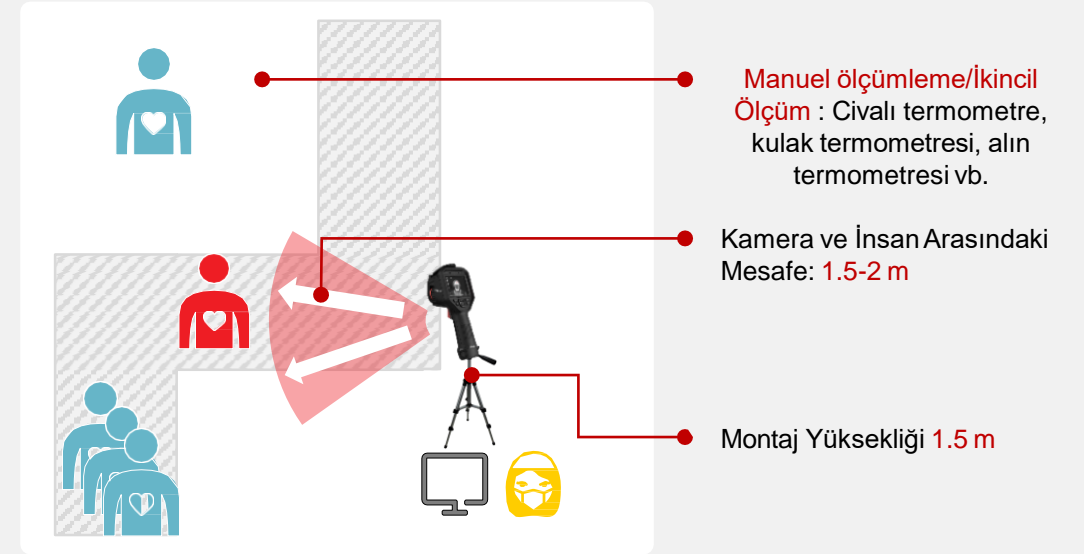 Manuel ölçümleme/İkincil
Ölçüm : Civalı termometre,
kulak termometresi, alın
termometresi vb.
Kamera ve İnsan Arasındaki
Mesafe: 1.5-2 m
Montaj Yüksekliği 1.5 m